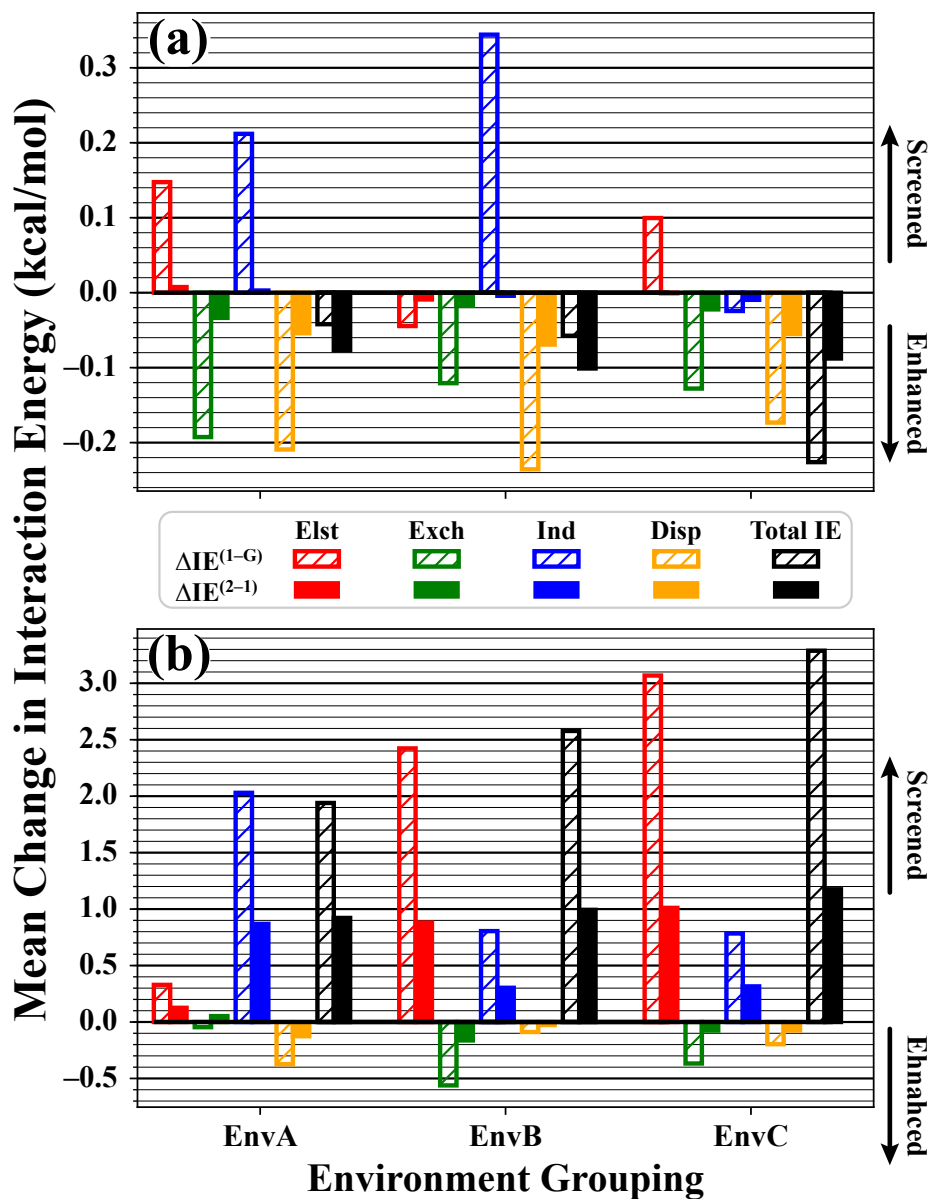 Mean Change in Interaction Energy (kcal/mol)
(a)
0.3
0.2
0.1
0.0
−0.1
−0.2
Screened
Enhanced
Elst Exch Ind Disp Total IE
ΔIE(1–G)
ΔIE(2–1)
(b)
3.0
2.5
2.0
1.5
1.0
0.5
0.0
−0.5
Screened
Ehnahced
EnvA EnvB EnvC
Environment Grouping